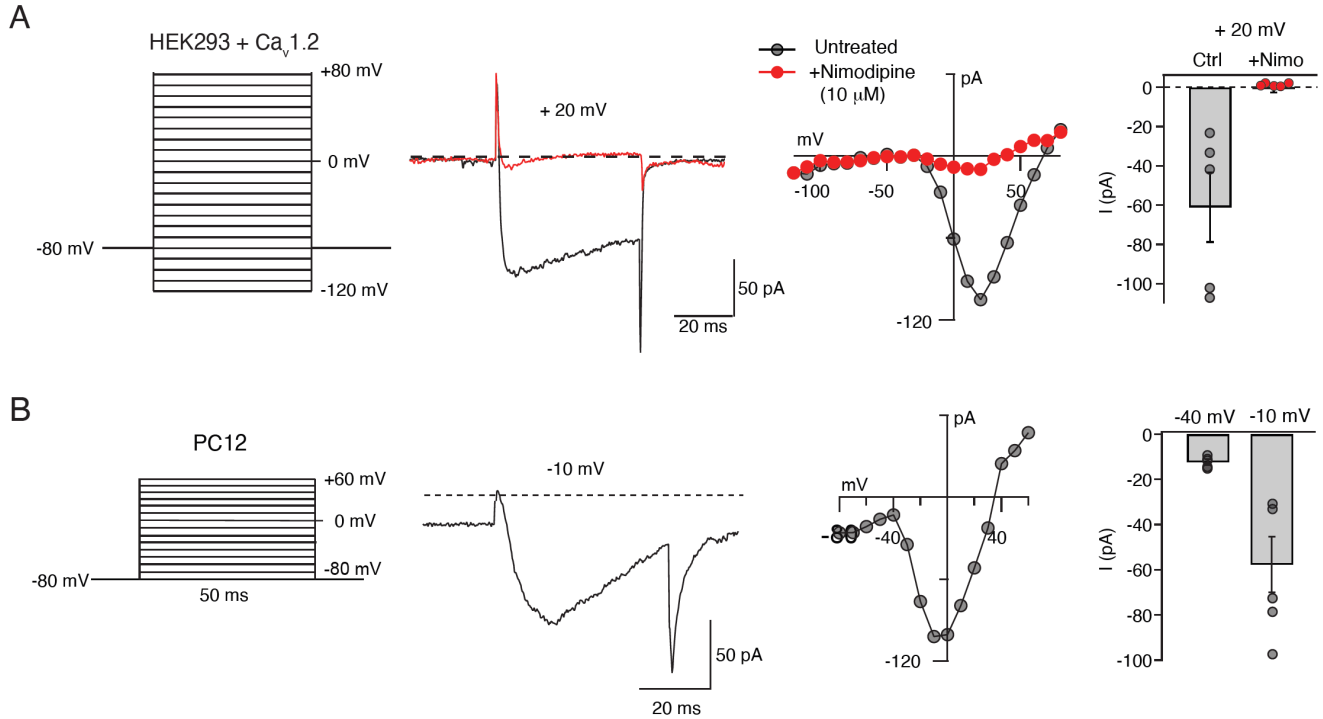 A
HEK293 + Cav1.2
+80 mV
0 mV
-80 mV
-120 mV
+ 20 mV
50 pA
20 ms
Untreated
+Nimodipine
(10 µM)
pA
mV
-100
-50
50
-120
+ 20 mV
Ctrl
+Nimo
0
-20
-40
-60
-80
-100
I (pA)
B
PC12
+60 mV
0 mV
-80 mV
-80 mV
50 ms
-10 mV
50 pA
20 ms
pA
mV
-40
40
-120
-40 mV
-10 mV
0
-20
-40
-60
-80
-100
I (pA)